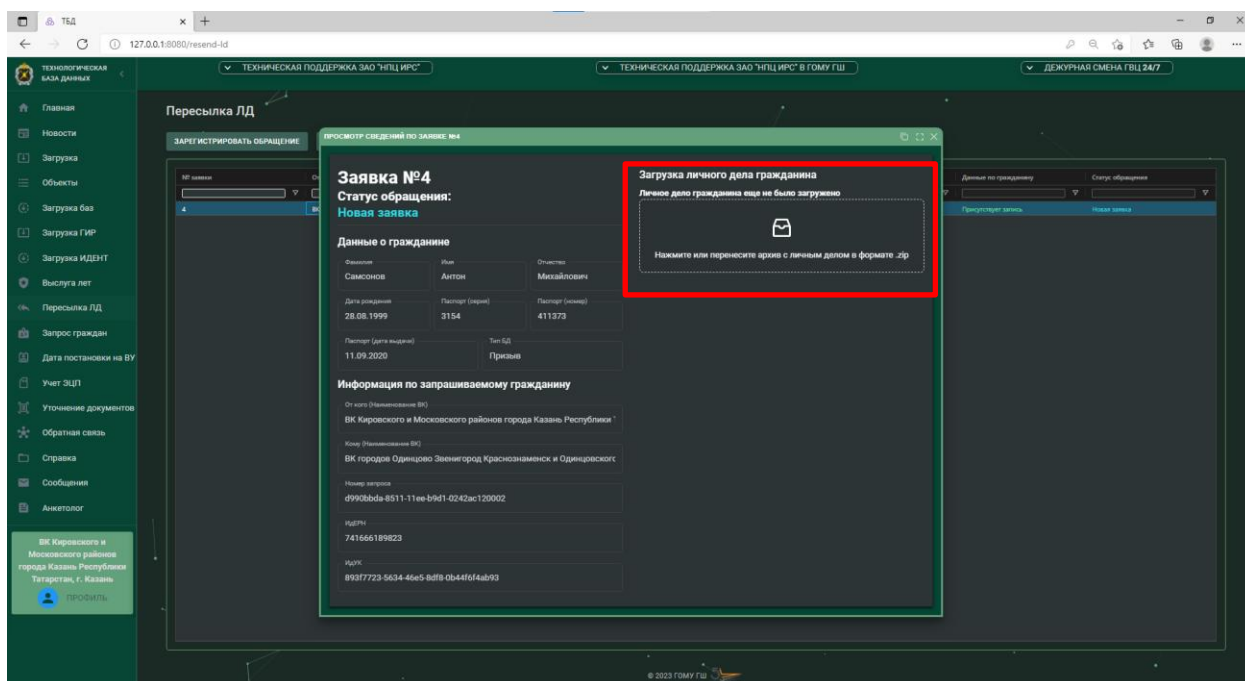 ТБД
127.0.0.1:8080/resend-ld
ТЕХНОЛОГИЧЕСКАЯ
БАЗА ДАННЫХ
ТЕХНИЧЕСКАЯ ПОДДЕРЖКА ЗАО "НПЦ ИРС"
ТЕХНИЧЕСКАЯ ПОДДЕРЖКА ЗАО "НПЦ ИРС" В ГОМУ ГШ
ДЕЖУРНАЯ СМЕНА ГВЦ 24/7
Главная
Новости
Загрузка
Объекты
Загрузка баз
Загрузка ГИР
Загрузка ИДЕНТ
Выслуга лет
Пересылка ЛД
Запрос граждан
Дата постановки на ВУ
Учет ЭЦП
Уточнение документов
Обратная связь
Справка
Сообщения
Анкетолог
ВК Кировского и
Московского районов
города Казань Республики
Татарстан, г. Казань
ПРОФИЛЬ
Пересылка ЛД
ЗАРЕГИСТРИРОВАТЬ ОБРАЩЕНИЕ
№ заявки
4
Данные по гражданину
Статус обращения
Присутствует запись
Новая заявка
ПРОСМОТР СВЕДЕНИЙ ПО ЗАЯВКЕ №4
Заявка №4
Статус обращения:
Новая заявка
Данные о гражданине
Фамилия
Имя
Отчество
Самсонов
Антон
Михайлович
Дата рождения
Паспорт (серия)
Паспорт (номер)
28.08.1999
3154
411373
Паспорт (дата выдачи)
Тип БД
11.09.2020
Призыв
Информация по запрашиваемому гражданину
От кого (Наименование ВК)
ВК Кировского и Московского районов города Казань Республики
Кому (Наименование ВК)
ВК городов Одинцово Звенигород Краснознаменск и Одинцовског
Номер запроса
d990bbda-8511-11ee-b9d1-0242ac120002
ИдЕРН
741666189823
ИдУК
893f7723-5634-46e5-8df8-0b44f6f4ab93
Загрузка личного дела гражданина
Личное дело гражданина еще не было загружено
Нажмите или перенесите архив с личным делом в формате .zip
© 2023 ГОМУ ГШ